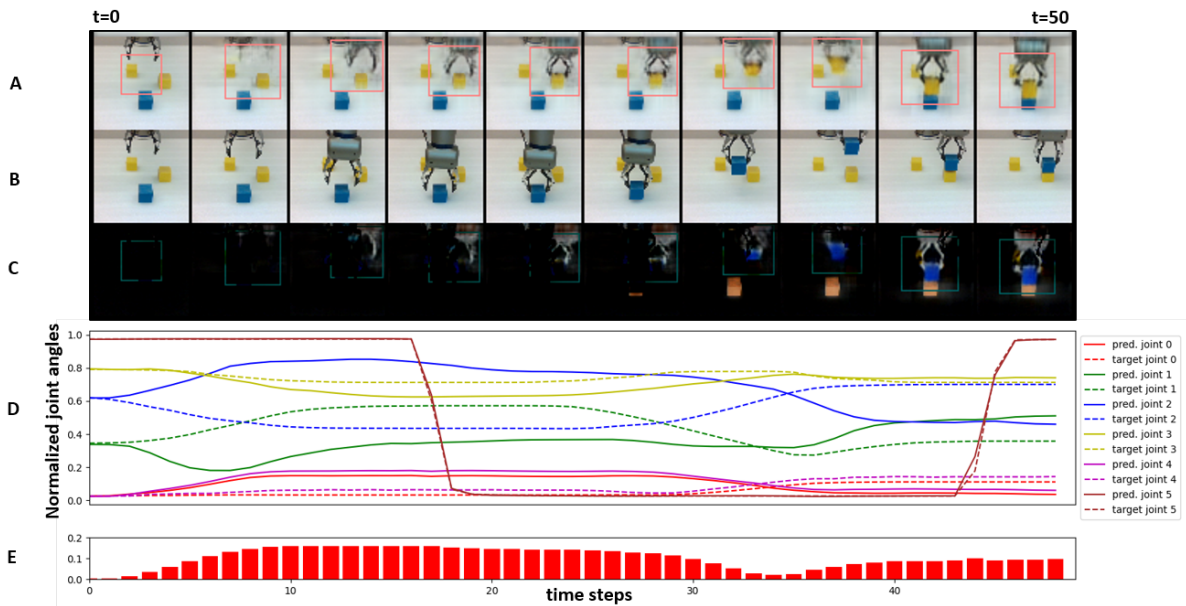 t=0
t=50
A
B
C
D
E
Normalized joint angles
1.0
0.8
0.6
0.4
0.2
0.0
pred. joint 0
target joint 0
pred. joint 1
target joint 1
pred. joint 2
target joint 2
pred. joint 3
target joint 3
pred. joint 4
target joint 4
pred. joint 5
target joint 5
0.2
0.1
0.0
0
10
20
30
40
time steps